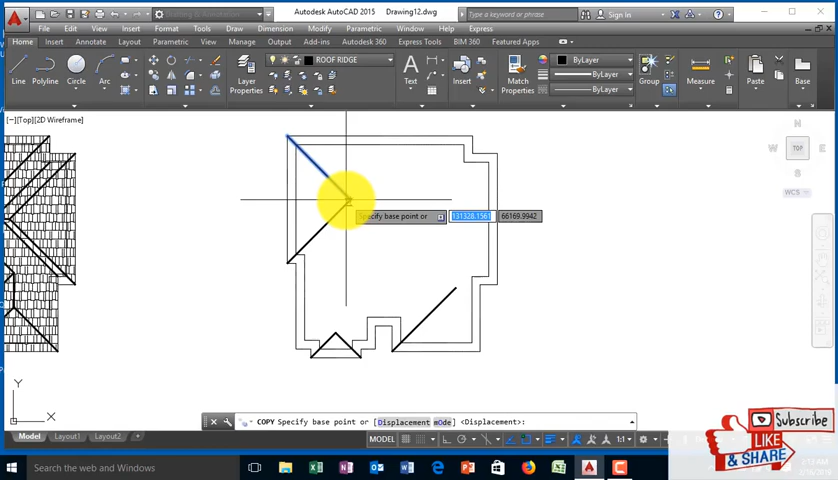 Autodesk AutoCAD 2015 Drawing12.dwg
Type a keyword or phrase
Sign In
File Edit View Insert Format Tools Draw Dimension Modify Parametric Window Help Express
Home Insert Annotate Layout Parametric View Manage Output Add-ins Autodesk 360 Express Tools BIM 360 Featured Apps
Line Polyline Circle Arc
Layer Properties
ROOF RIDGE
Text
Insert
Match Properties
ByLayer
ByLayer
ByLayer
Group
Measure
Paste
Base
[−][Top][2D Wireframe]
N
W TOP E
S
WCS
Specify base point or 131328.1561 66169.9942
Y
X
COPY Specify base point or [Displacement mOde] <Displacement>:
Model Layout1 Layout2 +
MODEL 1:1
Subscribe
LIKE
& SHARE
Search the web and Windows